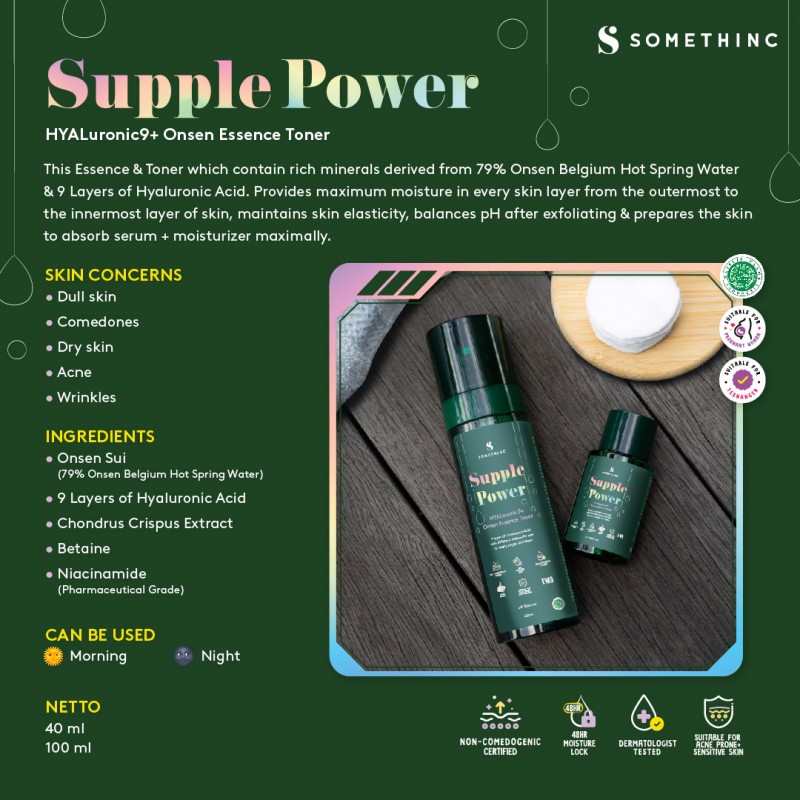 SOMETHINC
Supple Power
HYALuronic9+ Onsen Essence Toner
This Essence & Toner which contain rich minerals derived from 79% Onsen Belgium Hot Spring Water
& 9 Layers of Hyaluronic Acid. Provides maximum moisture in every skin layer from the outermost to
the innermost layer of skin, maintains skin elasticity, balances pH after exfoliating & prepares the skin
to absorb serum + moisturizer maximally.
SKIN CONCERNS
• Dull skin
• Comedones
• Dry skin
• Acne
• Wrinkles
INGREDIENTS
• Onsen Sui
(79% Onsen Belgium Hot Spring Water)
• 9 Layers of Hyaluronic Acid
• Chondrus Crispus Extract
• Betaine
• Niacinamide
(Pharmaceutical Grade)
CAN BE USED
Morning
Night
NETTO
40 ml
100 ml
SUITABLE FOR
PREGNANT WOMAN
SUITABLE FOR
TEENAGER
SOMETHINC
Supple
Power
HYALuronic9+
Onsen Essence Toner
Supple
Power
NON-COMEDOGENIC
CERTIFIED
48HR
48HR
MOISTURE
LOCK
DERMATOLOGIST
TESTED
SUITABLE FOR
ACNE PRONE+
SENSITIVE SKIN